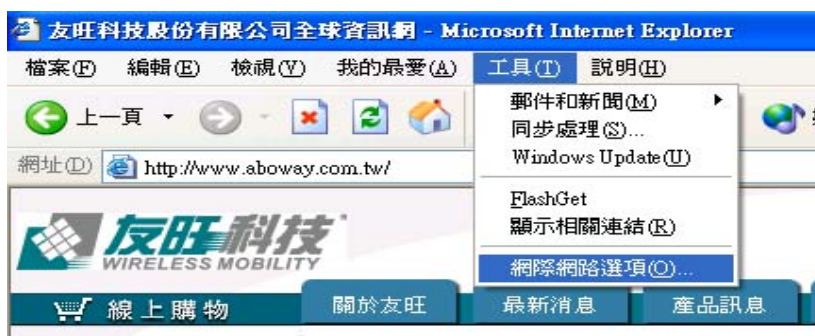 友旺科技股份有限公司全球資訊網 - Microsoft Internet Explorer
檔案(F) 編輯(E) 檢視(V) 我的最愛(A) 工具(T) 說明(H)
上一頁
郵件和新聞(M)
同步處理(S)...
Windows Update(U)
FlashGet
顯示相關連結(R)
網際網路選項(O)...
網址(D) http://www.aboway.com.tw/
友旺科技
WIRELESS MOBILITY
線上購物 關於友旺 最新消息 產品訊息